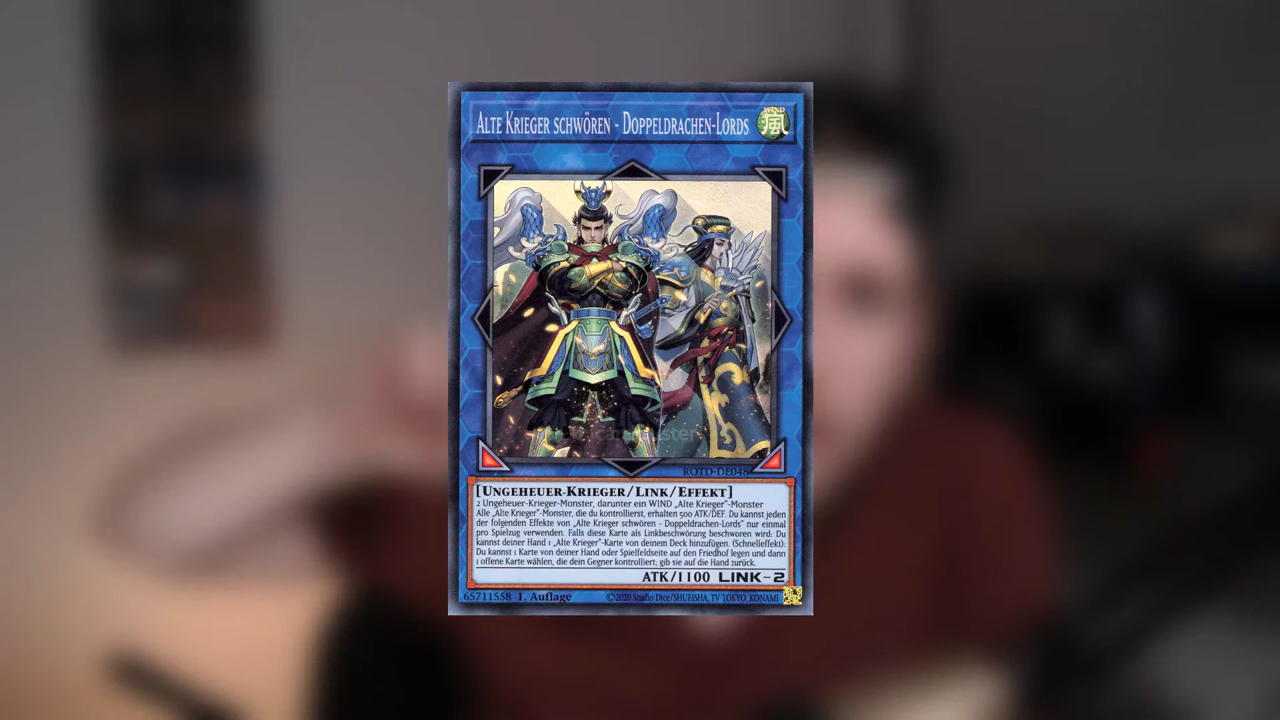 ALTE KRIEGER SCHWÖREN - DOPPELDRACHEN-LORDS
WIND
風
ROTD-DE048
[UNGEHEUER-KRIEGER/LINK/EFFEKT]
2 Ungeheuer-Krieger-Monster, darunter ein WIND „Alte Krieger"-Monster
Alle „Alte Krieger"-Monster, die du kontrollierst, erhalten 500 ATK/DEF. Du kannst jeden
der folgenden Effekte von „Alte Krieger schwören - Doppeldrachen-Lords" nur einmal
pro Spielzug verwenden. Falls diese Karte als Linkbeschwörung beschworen wird: Du
kannst deiner Hand 1 „Alte Krieger"-Karte von deinem Deck hinzufügen. (Schnelleffekt):
Du kannst 1 Karte von deiner Hand oder Spielfeldseite auf den Friedhof legen und dann
1 offene Karte wählen, die dein Gegner kontrolliert; gib sie auf die Hand zurück.
ATK/1100 LINK-2
65711558 1. Auflage ©2020 Studio Dice/SHUEISHA, TV TOKYO, KONAMI